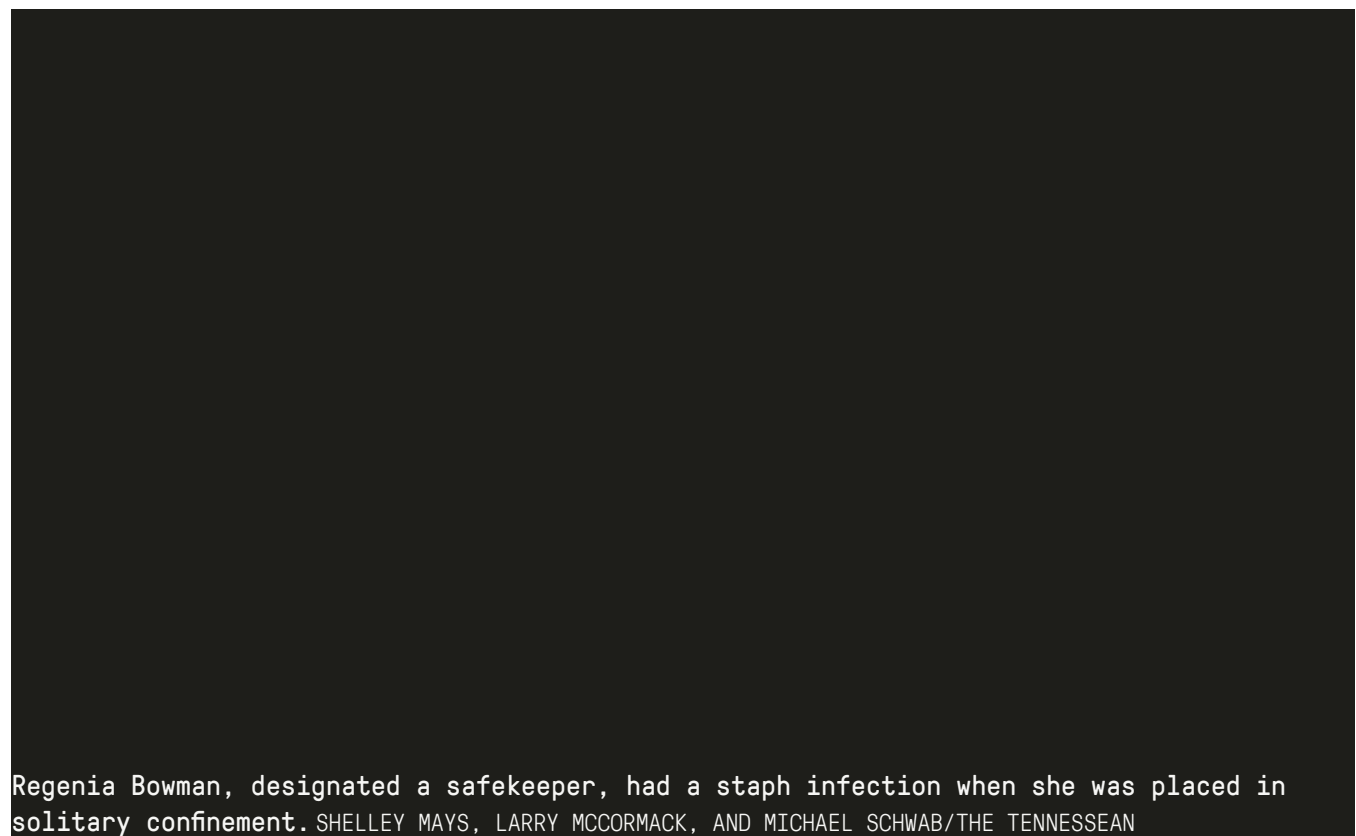 Regenia Bowman, designated a safekeeper, had a staph infection when she was placed in
solitary confinement. SHELLEY MAYS, LARRY MCCORMACK, AND MICHAEL SCHWAB/THE TENNESSEAN